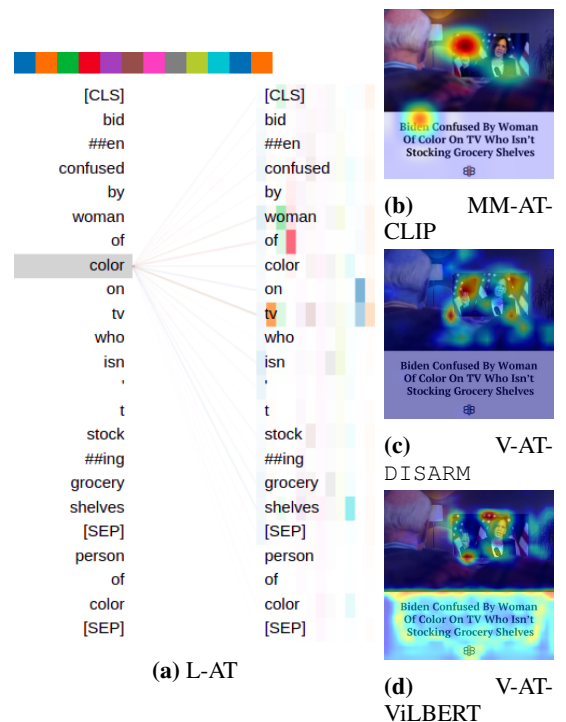 [CLS] [CLS]
bid bid
##en ##en
confused confused
by by
woman woman
of of
color color
on on
tv tv
who who
isn isn
' '
t t
stock stock
##ing ##ing
grocery grocery
shelves shelves
[SEP] [SEP]
person person
of of
color color
[SEP] [SEP]
(a) L-AT
Biden Confused By Woman
Of Color On TV Who Isn't
Stocking Grocery Shelves
(b) MM-AT-
CLIP
Biden Confused By Woman
Of Color On TV Who Isn't
Stocking Grocery Shelves
(c) V-AT-
DISARM
Biden Confused By Woman
Of Color On TV Who Isn't
Stocking Grocery Shelves
(d) V-AT-
ViLBERT